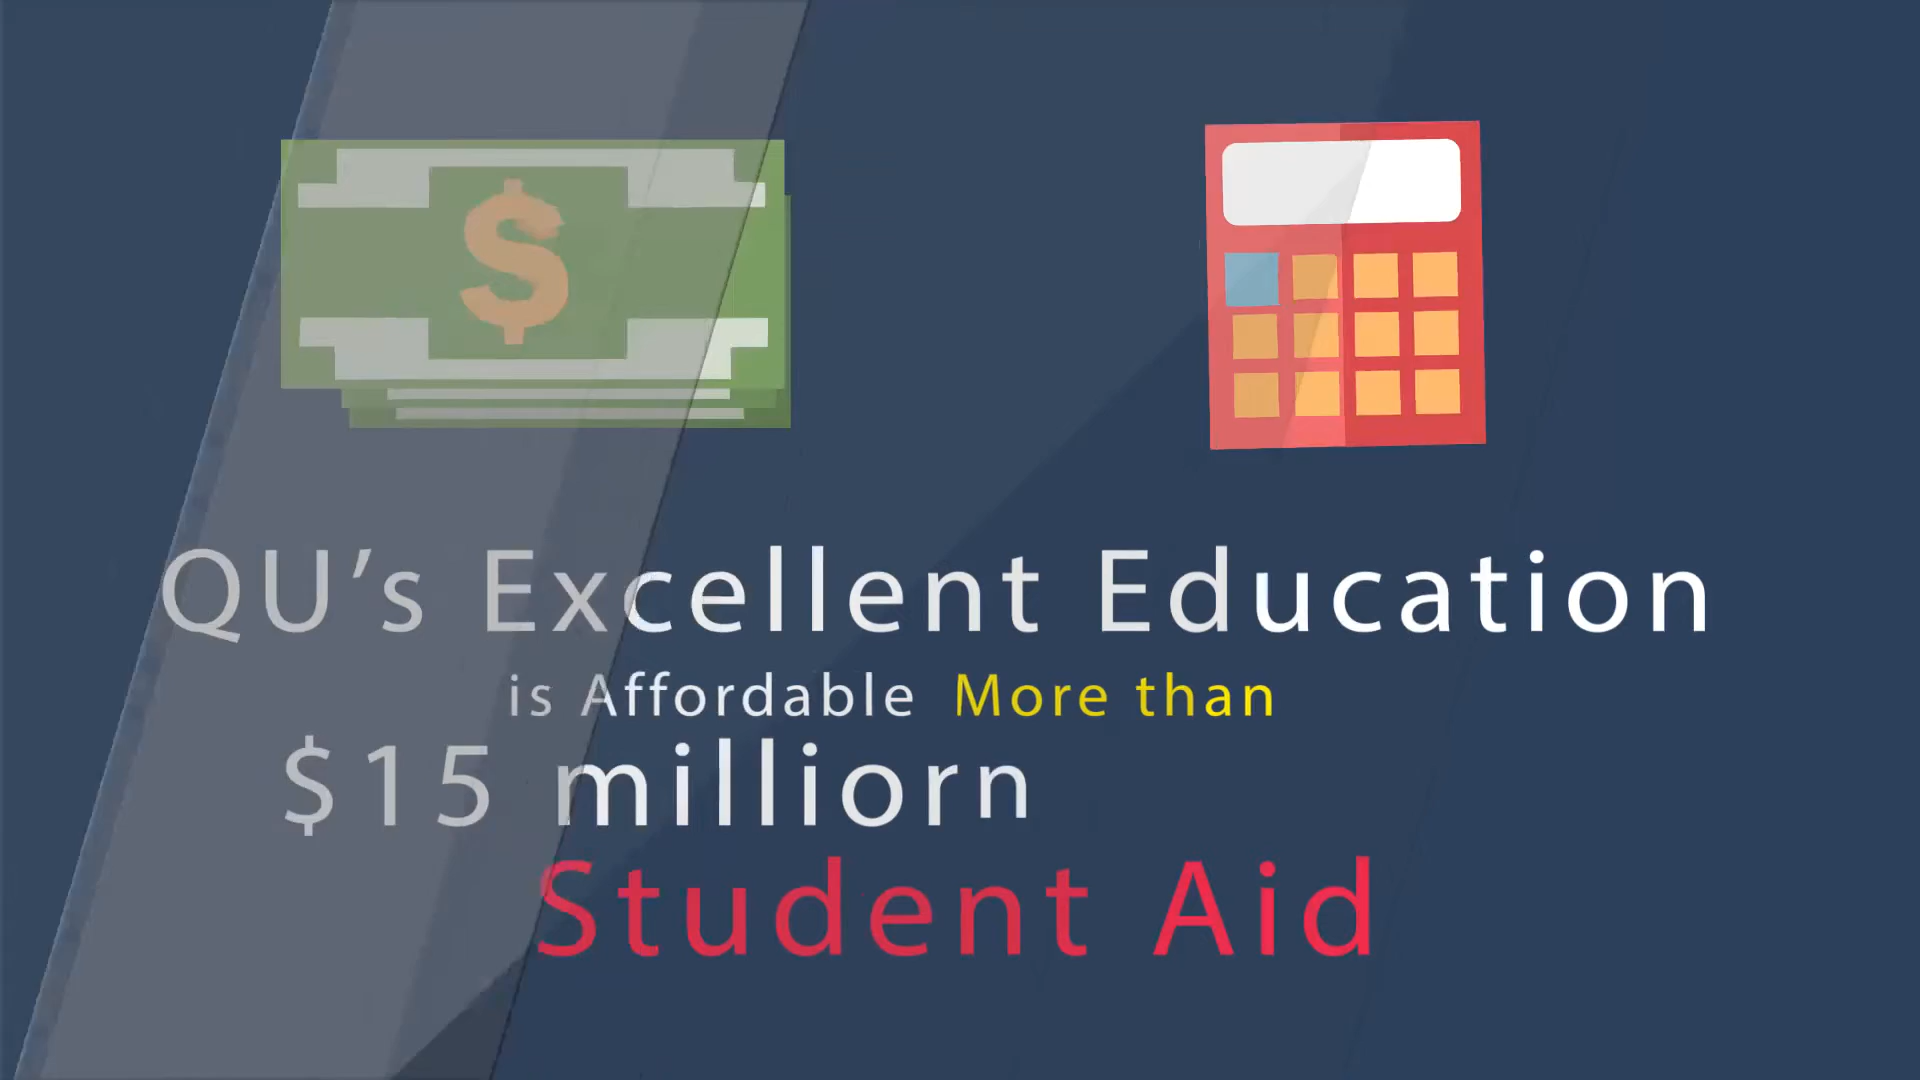 $
QU's Excellent Education
is Affordable More than
$15 milliorn
Student Aid